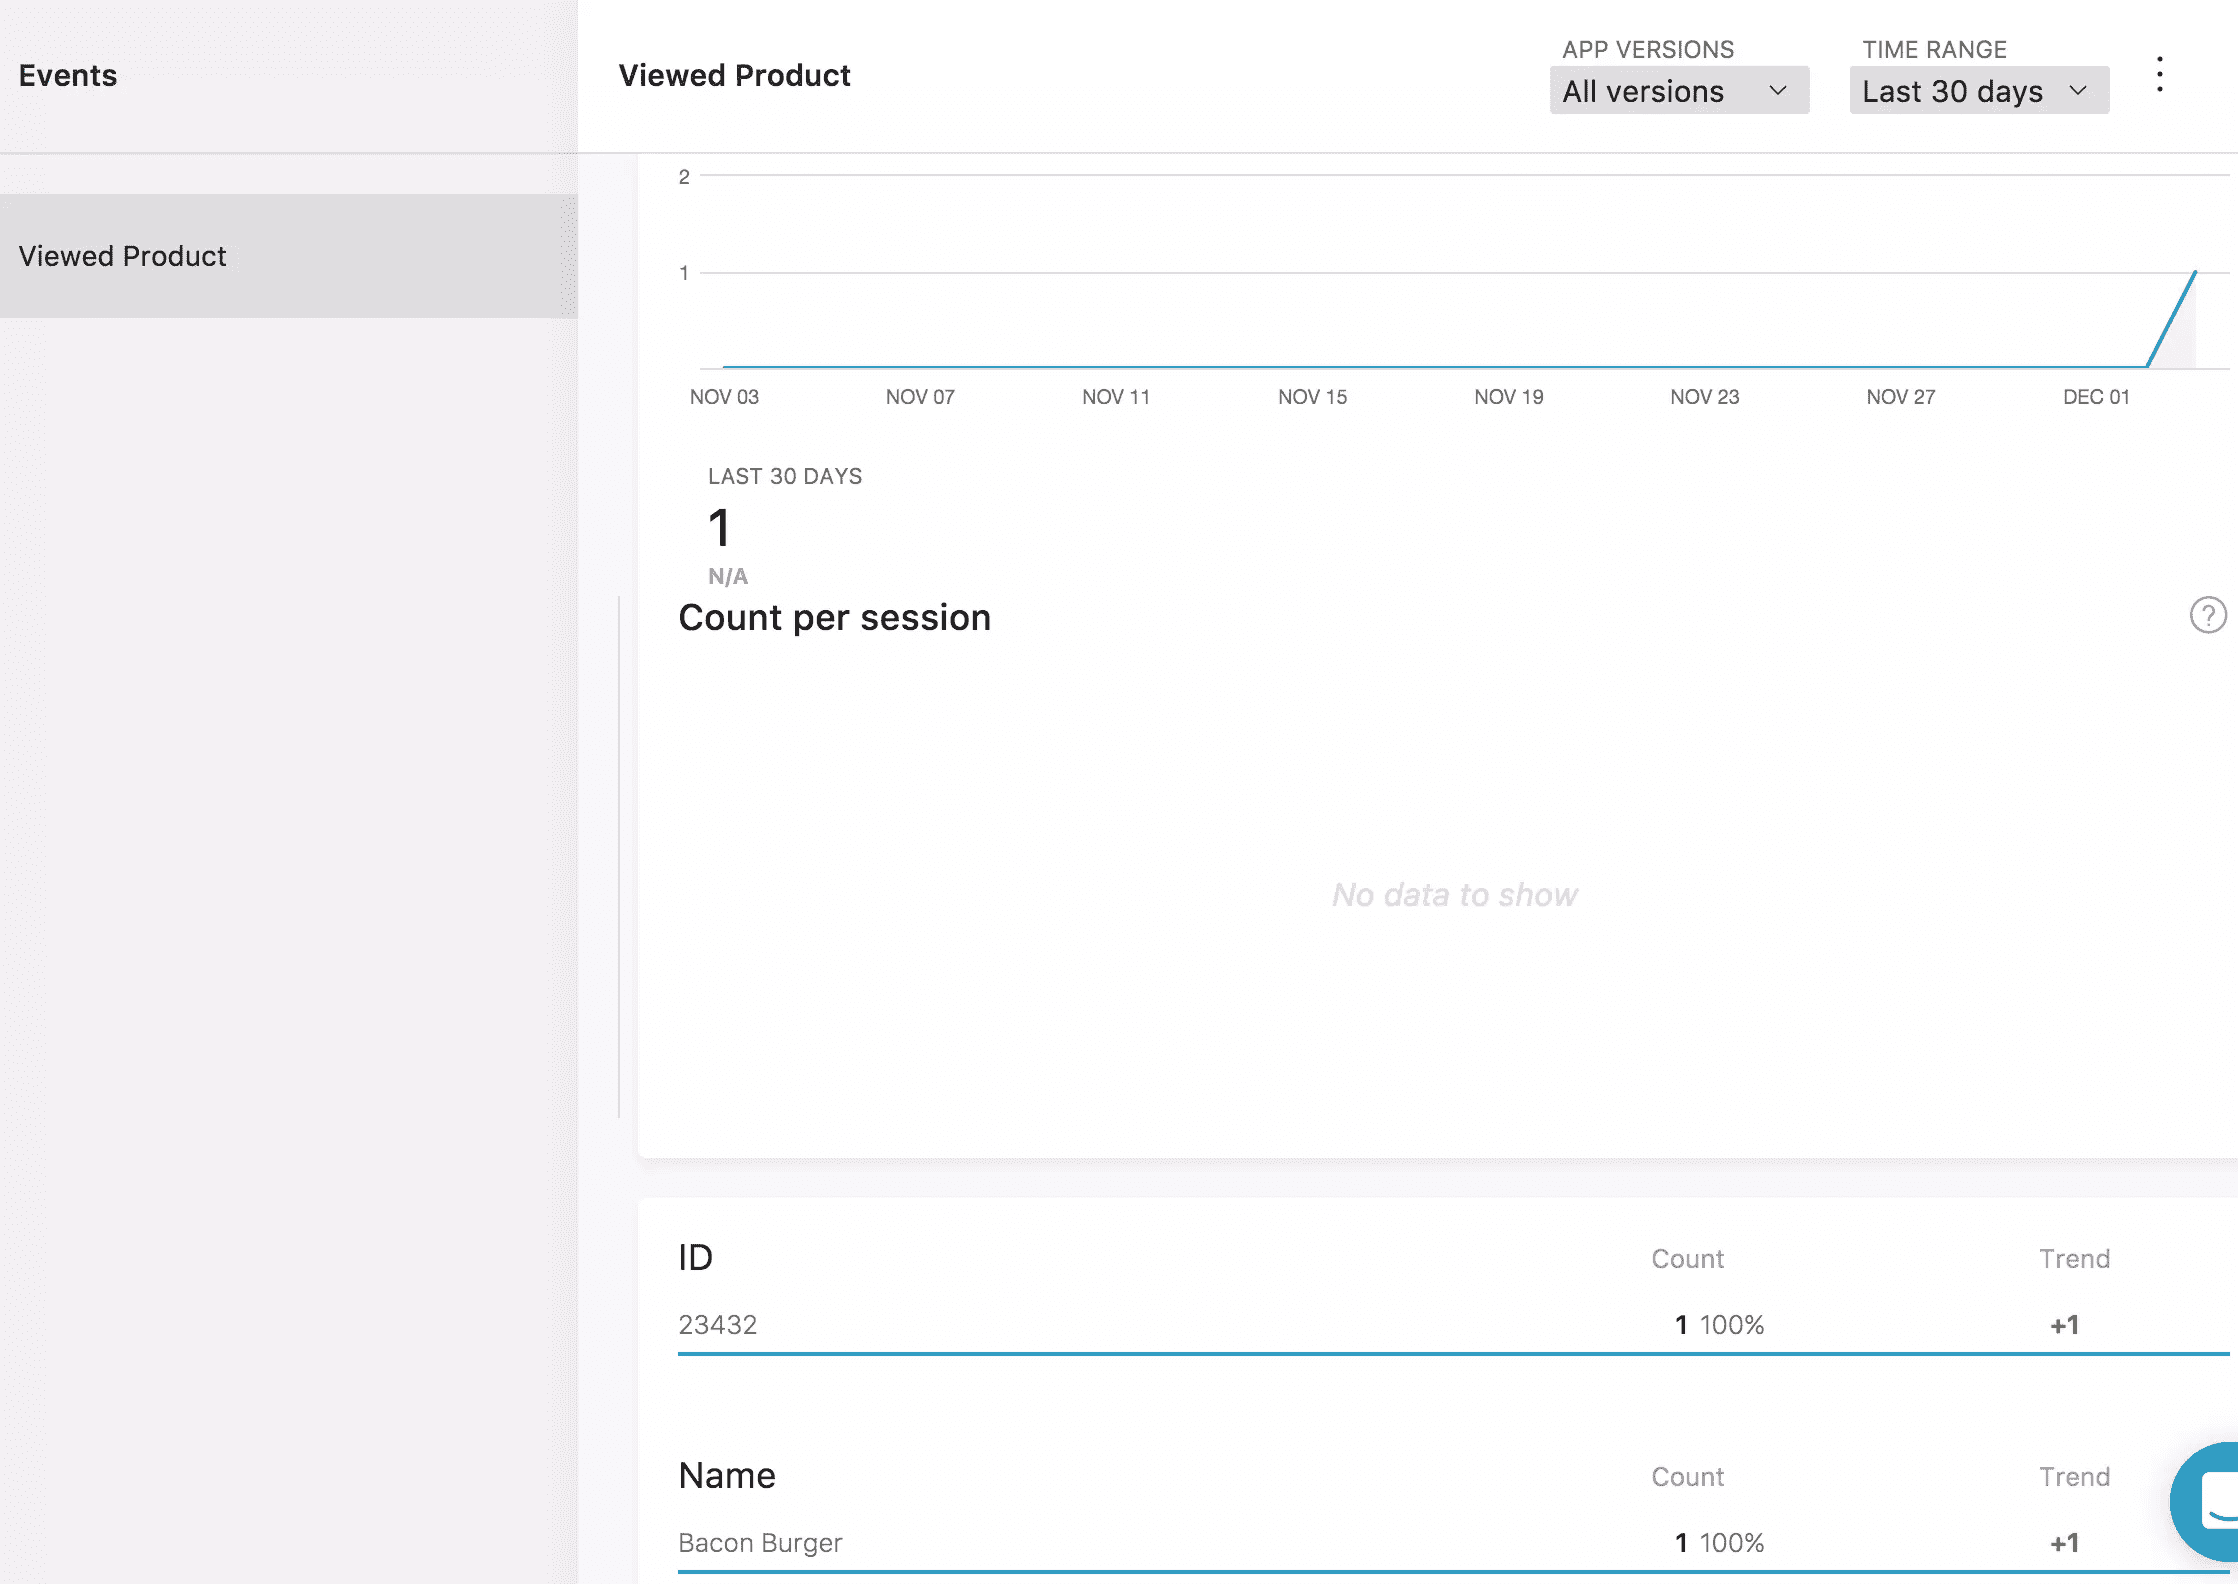 Events
Viewed Product
Viewed Product
APP VERSIONS
All versions
TIME RANGE
Last 30 days
2
1
NOV 03 NOV 07 NOV 11 NOV 15 NOV 19 NOV 23 NOV 27 DEC 01
LAST 30 DAYS
1
N/A
Count per session
?
No data to show
ID Count Trend
23432 1 100% +1
Name Count Trend
Bacon Burger 1 100% +1